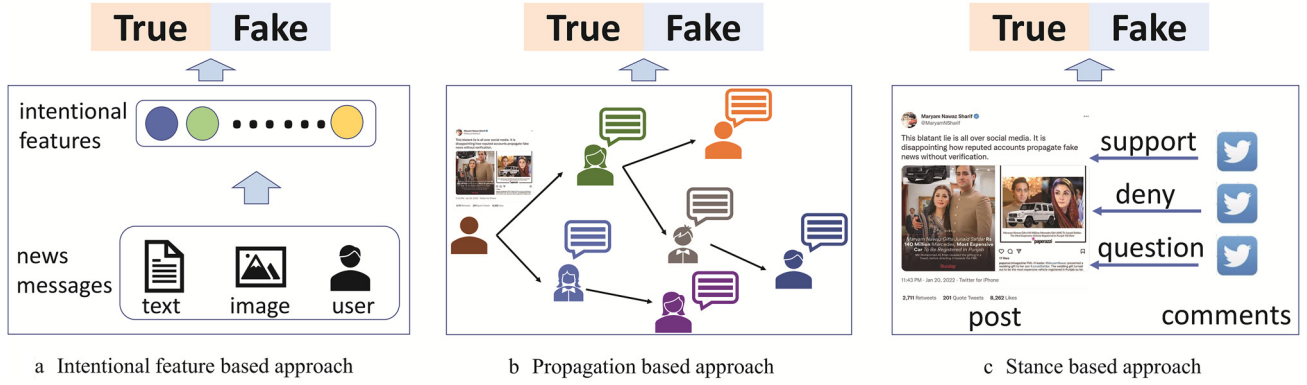 True Fake
intentional
features
news
messages
text image user
a Intentional feature based approach
True Fake
b Propagation based approach
True Fake
Maryam Nawaz Sharif
@MaryamNSharif
This blatant lie is all over social media. It is
disappointing how reputed accounts propagate fake
news without verification.
11:43 PM · Jan 20, 2022 · Twitter for iPhone
2,711 Retweets 201 Quote Tweets 8,262 Likes
support
deny
question
post comments
c Stance based approach